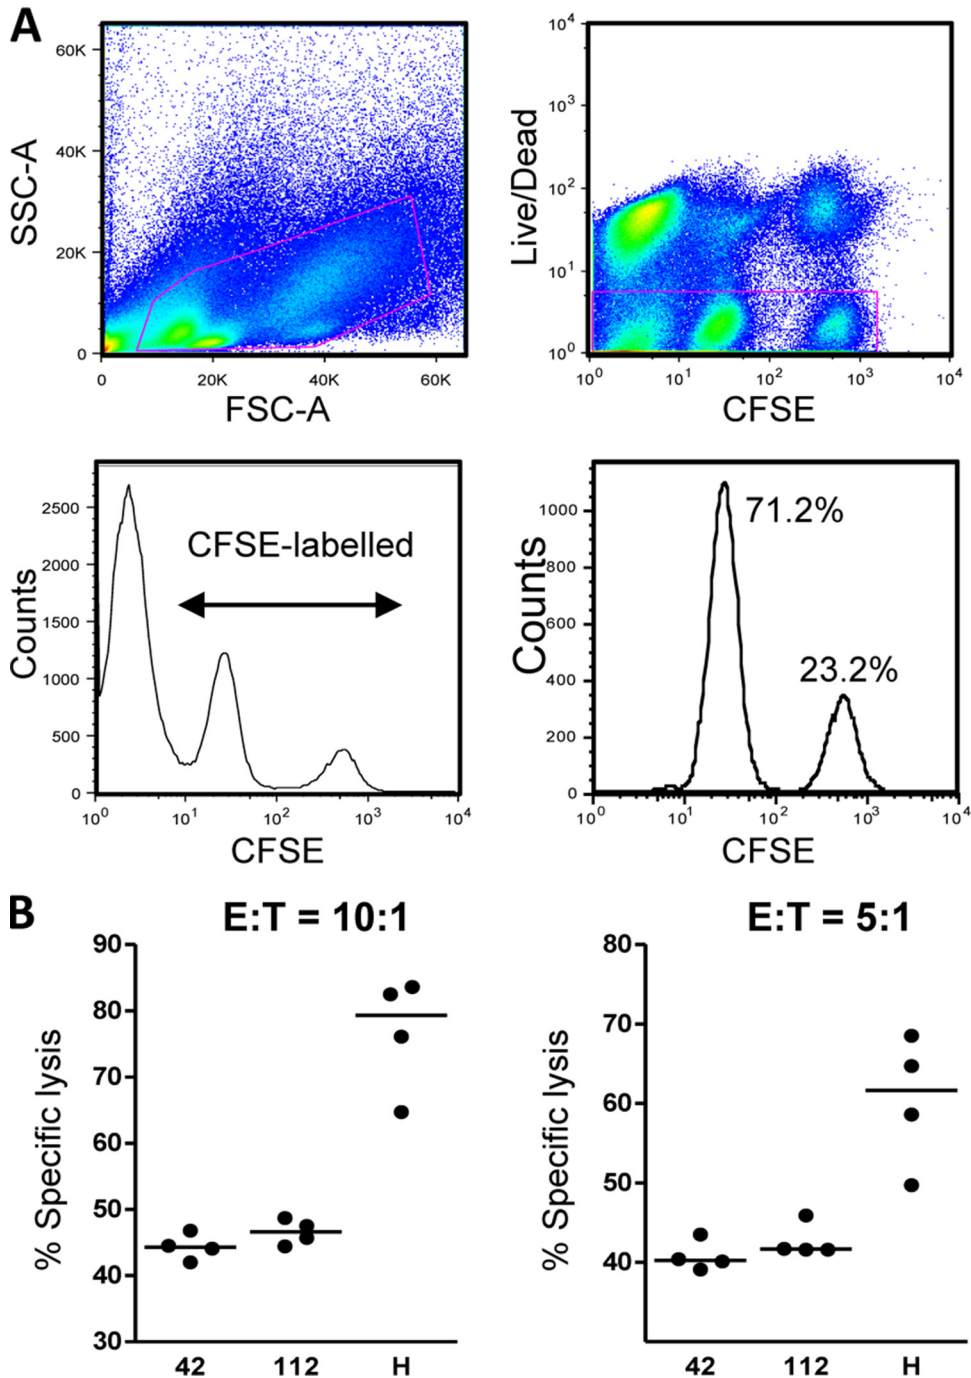 A
SSC-A
60K
40K
20K
0
0 20K 40K 60K
FSC-A
Live/Dead
10⁴
10³
10²
10¹
10⁰
10⁰ 10¹ 10² 10³ 10⁴
CFSE
Counts
2500
2000
1500
1000
500
0
CFSE-labelled
10⁰ 10¹ 10² 10³ 10⁴
CFSE
Counts
1000
800
600
400
200
0
71.2%
23.2%
10⁰ 10¹ 10² 10³ 10⁴
CFSE
B
E:T = 10:1
% Specific lysis
90
80
70
60
50
40
30
42 112 H
E:T = 5:1
% Specific lysis
80
70
60
50
40
42 112 H